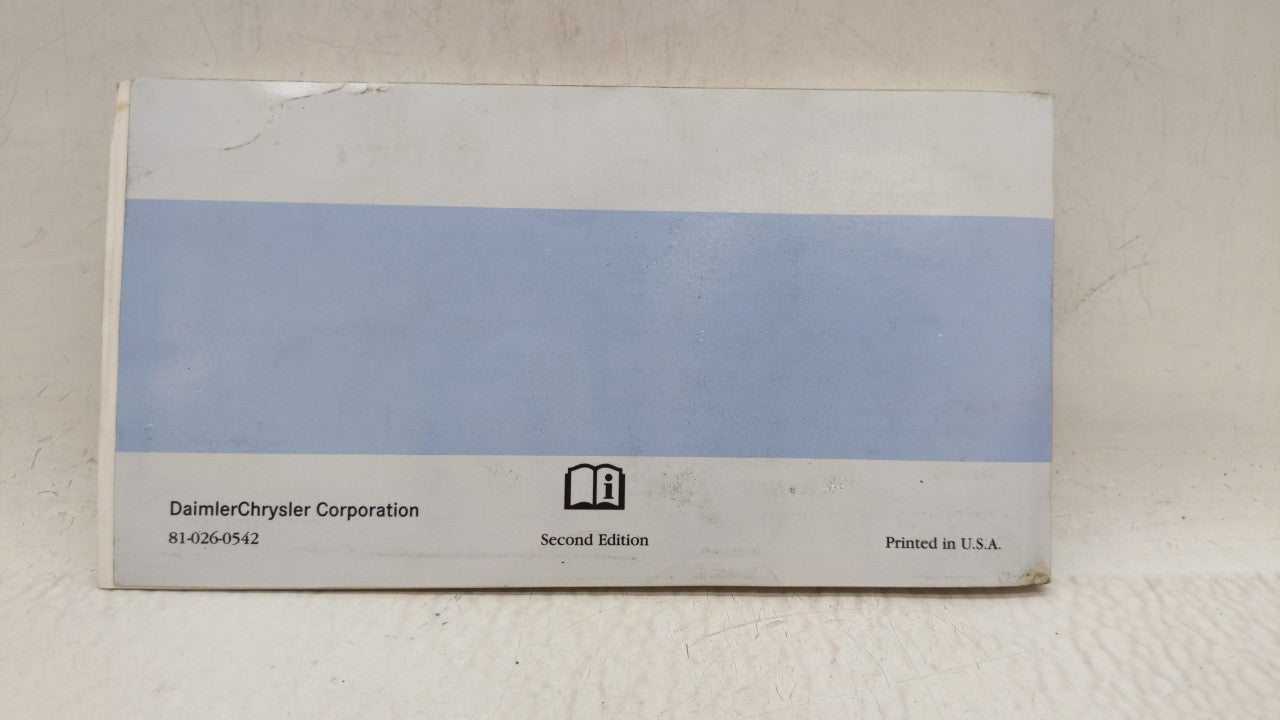 DaimlerChrysler Corporation
81-026-0542
Second Edition
Printed in U.S.A.